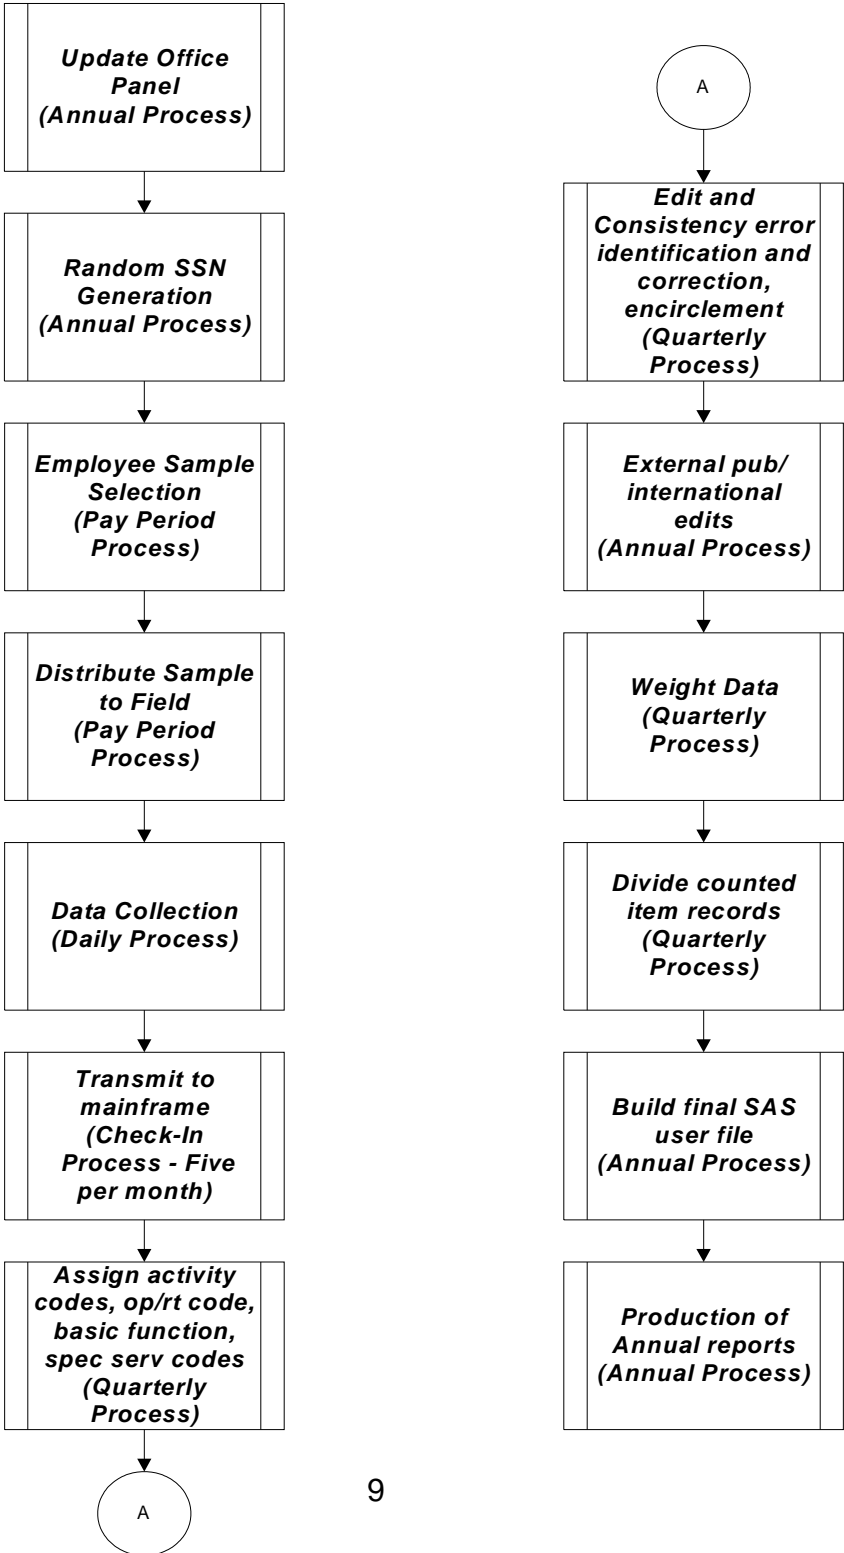 Update Office
Panel
(Annual Process)
Random SSN
Generation
(Annual Process)
Employee Sample
Selection
(Pay Period
Process)
Distribute Sample
to Field
(Pay Period
Process)
Data Collection
(Daily Process)
Transmit to
mainframe
(Check-In
Process - Five
per month)
Assign activity
codes, op/rt code,
basic function,
spec serv codes
(Quarterly
Process)
A
A
Edit and
Consistency error
identification and
correction,
encirclement
(Quarterly
Process)
External pub/
international
edits
(Annual Process)
Weight Data
(Quarterly
Process)
Divide counted
item records
(Quarterly
Process)
Build final SAS
user file
(Annual Process)
Production of
Annual reports
(Annual Process)
9